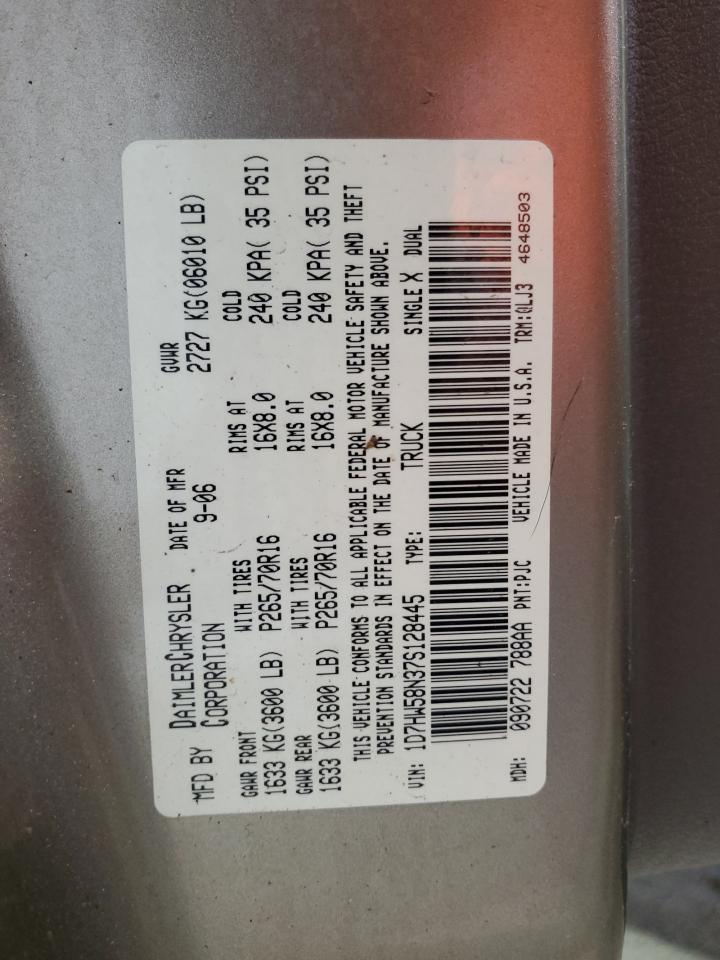 MFD BY DAIMLERCHRYSLER CORPORATION DATE OF MFR 9-06 GVWR 2727 KG(06010 LB)
GAWR FRONT WITH TIRES RIMS AT COLD
1633 KG(3600 LB) P265/70R16 16X8.0 240 KPA( 35 PSI)
GAWR REAR WITH TIRES RIMS AT COLD
1633 KG(3600 LB) P265/70R16 16X8.0 240 KPA( 35 PSI)
THIS VEHICLE CONFORMS TO ALL APPLICABLE FEDERAL MOTOR VEHICLE SAFETY AND THEFT
PREVENTION STANDARDS IN EFFECT ON THE DATE OF MANUFACTURE SHOWN ABOVE.
VIN: 1D7HW58N37S128445 TYPE: TRUCK SINGLE X DUAL
MDH: 090722 788AA PNT:PJC VEHICLE MADE IN U.S.A. TRM:QLJ3 4648503